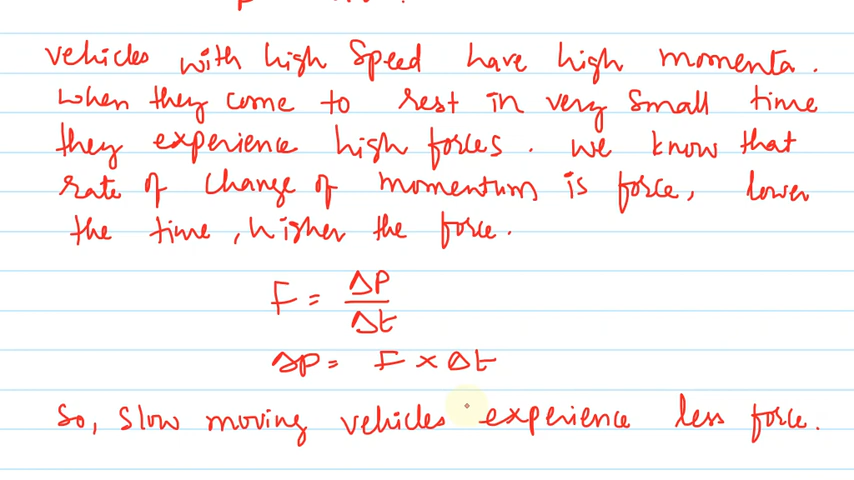 vehicles with high speed have high momenta.
When they come to rest in very small time
they experience high forces. We know that
rate of change of momentum is force, lower
the time, higher the force.
F = ΔP / Δt
ΔP = F × Δt
So, slow moving vehicles experience less force.